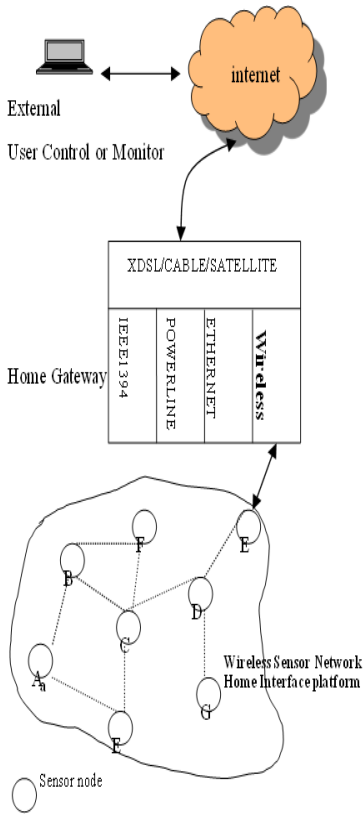 internet
External
User Control or Monitor
XDSL/CABLE/SATELLITE
Home Gateway
IEEE1394
POWERLINE
ETHERNET
Wireless
F
E
B
D
C
Wireless Sensor Network
Home Interface platform
Aa
G
E
Sensor node